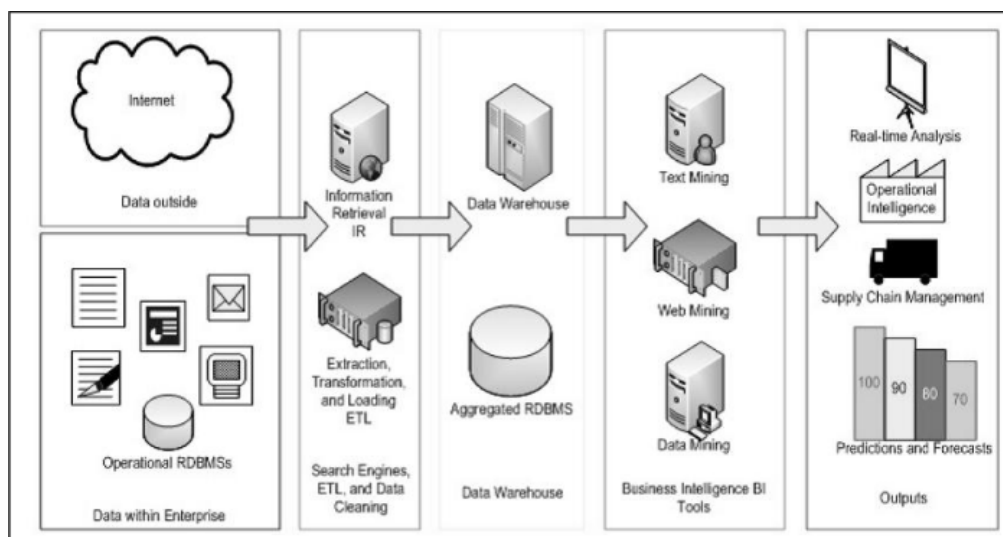 Internet
Data outside
Operational RDBMSs
Data within Enterprise
Information
Retrieval
IR
Extraction,
Transformation,
and Loading
ETL
Search Engines,
ETL, and Data
Cleaning
Data Warehouse
Aggregated RDBMS
Data Warehouse
Text Mining
Web Mining
Data Mining
Business Intelligence BI
Tools
Real-time Analysis
Operational
Intelligence
Supply Chain Management
100
90
80
70
Predictions and Forecasts
Outputs